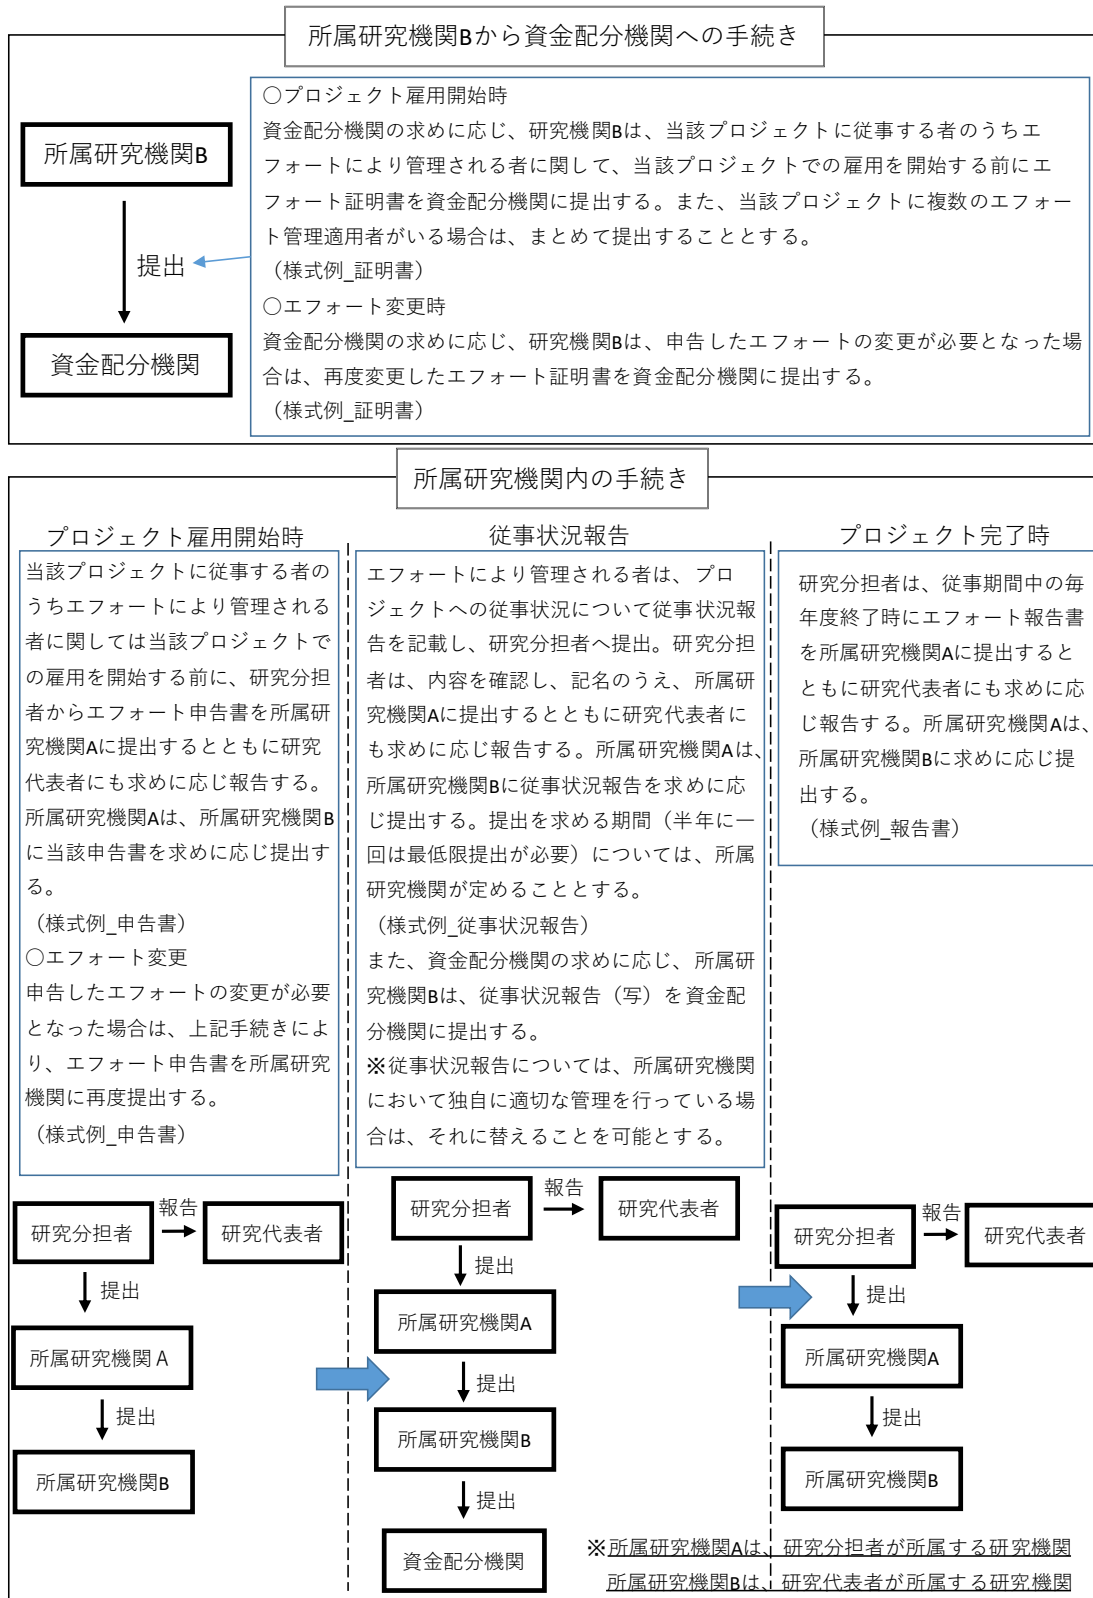 所属研究機関Bから資金配分機関への手続き
所属研究機関B
提出
資金配分機関
○プロジェクト雇用開始時
資金配分機関の求めに応じ、研究機関Bは、当該プロジェクトに従事する者のうちエ
フォートにより管理される者に関して、当該プロジェクトでの雇用を開始する前にエ
フォート証明書を資金配分機関に提出する。また、当該プロジェクトに複数のエフォー
ト管理適用者がいる場合は、まとめて提出することとする。
（様式例_証明書）
○エフォート変更時
資金配分機関の求めに応じ、研究機関Bは、申告したエフォートの変更が必要となった場
合は、再度変更したエフォート証明書を資金配分機関に提出する。
（様式例_証明書）
所属研究機関内の手続き
プロジェクト雇用開始時
当該プロジェクトに従事する者の
うちエフォートにより管理される
者に関しては当該プロジェクトで
の雇用を開始する前に、研究分担
者からエフォート申告書を所属研
究機関Aに提出するとともに研究
代表者にも求めに応じ報告する。
所属研究機関Aは、所属研究機関B
に当該申告書を求めに応じ提出す
る。
（様式例_申告書）
○エフォート変更
申告したエフォートの変更が必要
となった場合は、上記手続きによ
り、エフォート申告書を所属研究
機関に再度提出する。
（様式例_申告書）
研究分担者
報告
研究代表者
提出
所属研究機関A
提出
所属研究機関B
従事状況報告
エフォートにより管理される者は、プロ
ジェクトへの従事状況について従事状況報
告を記載し、研究分担者へ提出。研究分担
者は、内容を確認し、記名のうえ、所属研
究機関Aに提出するとともに研究代表者に
も求めに応じ報告する。所属研究機関Aは、
所属研究機関Bに従事状況報告を求めに応
じ提出する。提出を求める期間（半年に一
回は最低限提出が必要）については、所属
研究機関が定めることとする。
（様式例_従事状況報告）
また、資金配分機関の求めに応じ、所属研
究機関Bは、従事状況報告（写）を資金配
分機関に提出する。
※従事状況報告については、所属研究機関
において独自に適切な管理を行っている場
合は、それに替えることを可能とする。
研究分担者
報告
研究代表者
提出
所属研究機関A
提出
所属研究機関B
提出
資金配分機関
プロジェクト完了時
研究分担者は、従事期間中の毎
年度終了時にエフォート報告書
を所属研究機関Aに提出すると
ともに研究代表者にも求めに応
じ報告する。所属研究機関Aは、
所属研究機関Bに求めに応じ提
出する。
（様式例_報告書）
研究分担者
報告
研究代表者
提出
所属研究機関A
提出
所属研究機関B
※所属研究機関Aは、研究分担者が所属する研究機関
所属研究機関Bは、研究代表者が所属する研究機関